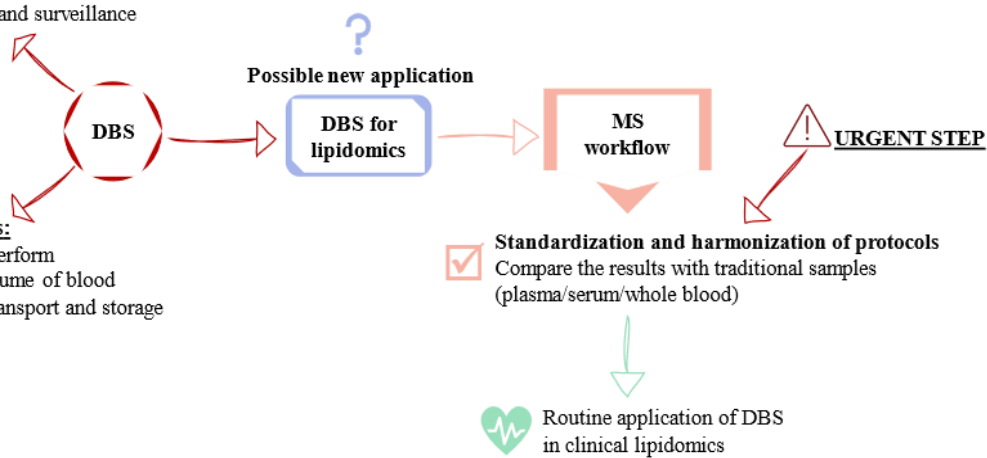 and surveillance
Possible new application
DBS
DBS for
lipidomics
MS
workflow
URGENT STEP
s:
erform
ume of blood
ansport and storage
Standardization and harmonization of protocols
Compare the results with traditional samples
(plasma/serum/whole blood)
Routine application of DBS
in clinical lipidomics